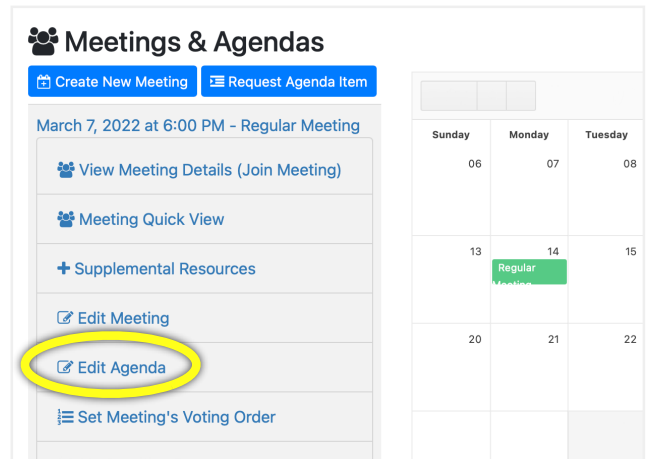 Meetings & Agendas
Create New Meeting
Request Agenda Item
March 7, 2022 at 6:00 PM - Regular Meeting
View Meeting Details (Join Meeting)
Meeting Quick View
Supplemental Resources
Edit Meeting
Edit Agenda
Set Meeting's Voting Order
Sunday Monday Tuesday
06 07 08
13 14 15
Regular
Meeting
20 21 22